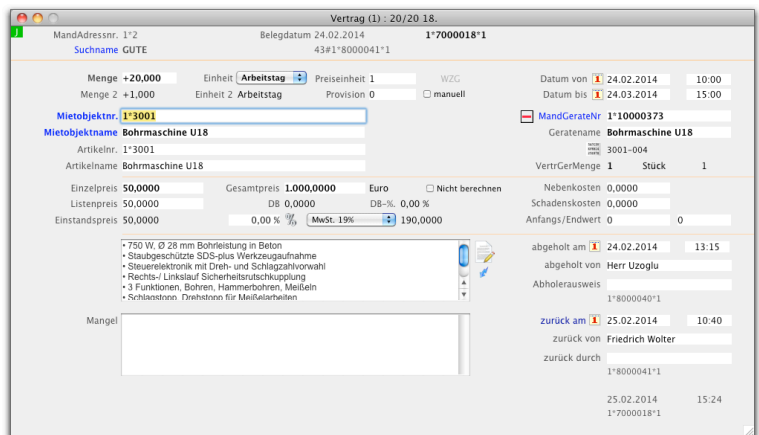 Vertrag (1) : 20/20 18.
J MandAdressnr. 1*2 Belegdatum 24.02.2014 1*7000018*1
Suchname GUTE 43#1*8000041*1
Menge +20,000 Einheit Arbeitstag Preiseinheit 1 WZG Datum von 1 24.02.2014 10:00
Menge 2 +1,000 Einheit 2 Arbeitstag Provision 0 manuell Datum bis 1 24.03.2014 15:00
Mietobjektnr. 1*3001 MandGerateNr 1*10000373
Mietobjektname Bohrmaschine U18 Geratename Bohrmaschine U18
Artikelnr. 1*3001 3001-004
Artikelname Bohrmaschine U18 VertrGerMenge 1 Stück 1
Einzelpreis 50,0000 Gesamtpreis 1.000,0000 Euro Nicht berechnen Nebenkosten 0,0000
Listenpreis 50,0000 DB 0,0000 DB-%. 0,00 % Schadenskosten 0,0000
Einstandspreis 50,0000 0,00 % % MwSt. 19% 190,0000 Anfangs/Endwert 0 0
• 750 W, Ø 28 mm Bohrleistung in Beton abgeholt am 1 24.02.2014 13:15
• Staubgeschützte SDS-plus Werkzeugaufnahme
• Steuerelektronik mit Dreh- und Schlagzahlvorwahl abgeholt von Herr Uzoglu
• Rechts-/ Linkslauf Sicherheitsrutschkupplung
• 3 Funktionen, Bohren, Hammerbohren, Meißeln Abholerausweis
• Schlagstopp, Drehstopp für Meißelarbeiten 1*8000040*1
Mangel zurück am 1 25.02.2014 10:40
zurück von Friedrich Wolter
zurück durch
1*8000041*1
25.02.2014 15:24
1*7000018*1